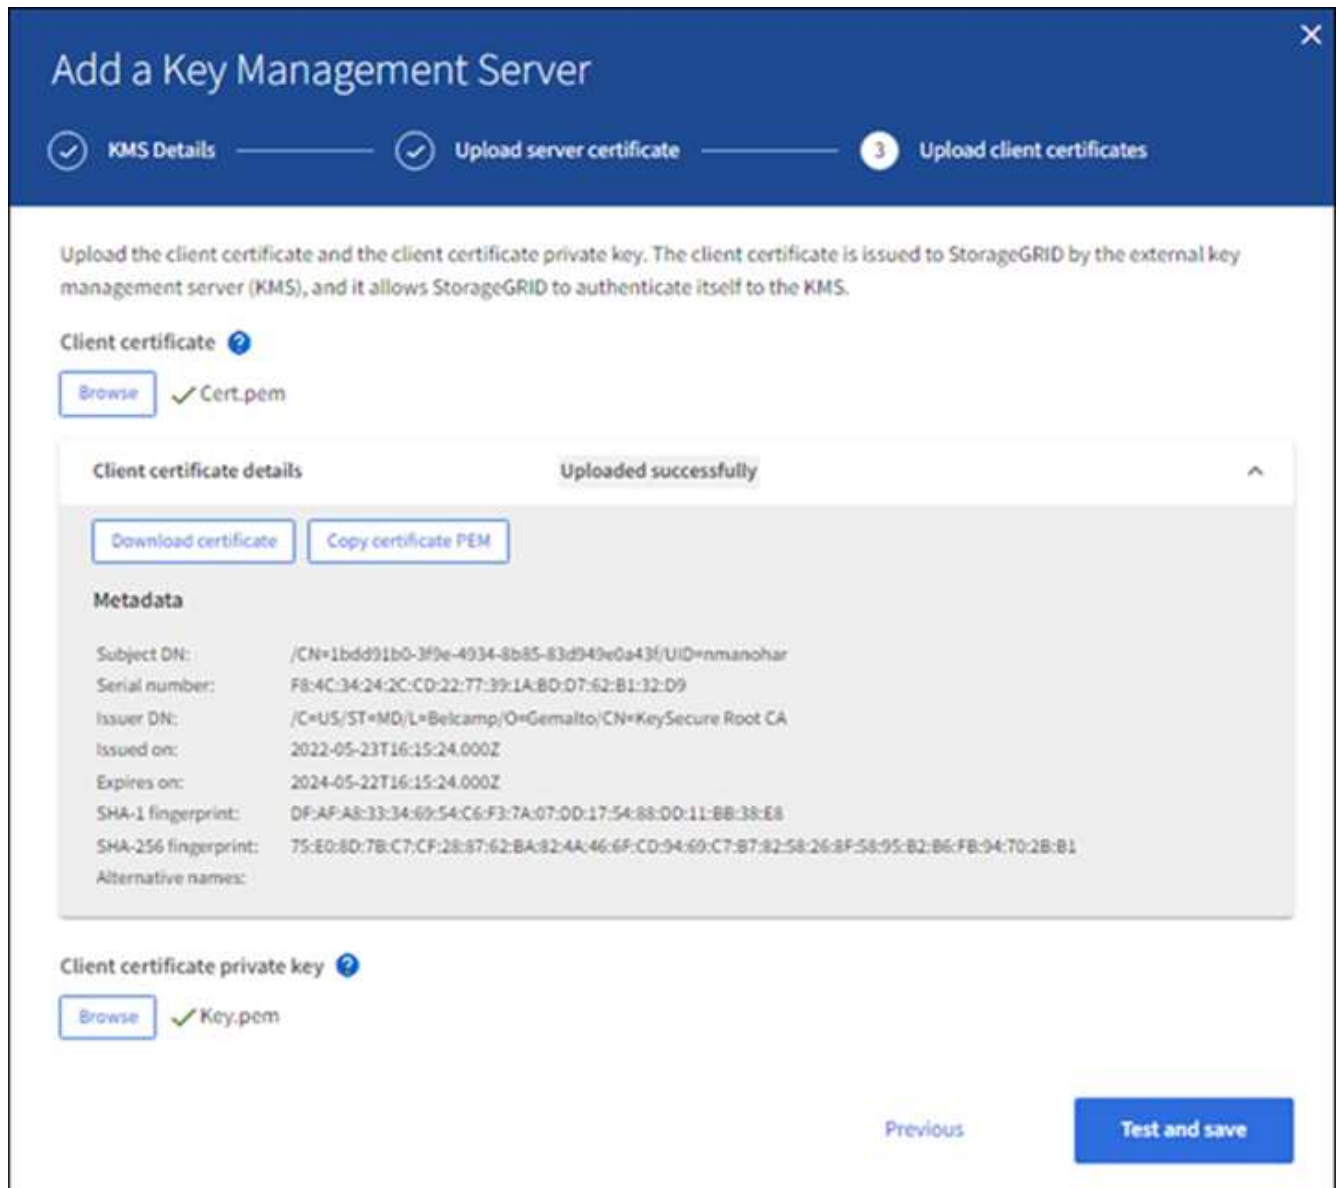 Add a Key Management Server
KMS Details
Upload server certificate
3 Upload client certificates
Upload the client certificate and the client certificate private key. The client certificate is issued to StorageGRID by the external key
management server (KMS), and it allows StorageGRID to authenticate itself to the KMS.
Client certificate ?
Browse Cert.pem
Client certificate details Uploaded successfully
Download certificate Copy certificate PEM
Metadata
Subject DN: /CN=1bdd91b0-3f9e-4934-8b85-83d949e0a43f/UID=nmanohar
Serial number: F8:4C:34:24:2C:CD:22:77:39:1A:BD:D7:62:B1:32:D9
Issuer DN: /C=US/ST=MD/L=Belcamp/O=Gemalto/CN=KeySecure Root CA
Issued on: 2022-05-23T16:15:24.000Z
Expires on: 2024-05-22T16:15:24.000Z
SHA-1 fingerprint: DF:AF:A8:33:34:69:54:C6:F3:7A:07:DD:17:54:88:DD:11:BB:38:E8
SHA-256 fingerprint: 75:E0:8D:7B:C7:CF:28:87:62:BA:82:4A:46:6F:CD:94:69:C7:B7:82:58:26:8F:58:95:B2:B6:FB:94:70:2B:B1
Alternative names:
Client certificate private key ?
Browse Key.pem
Previous Test and save